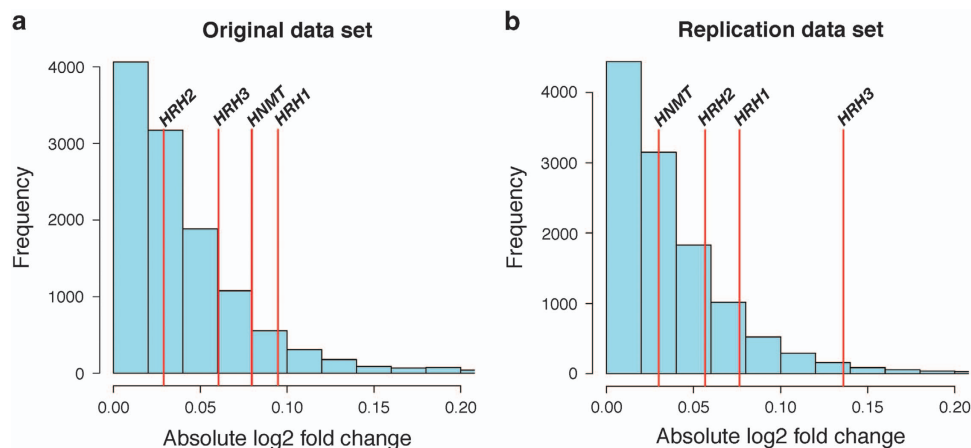 a
Original data set
Frequency
4000
3000
2000
1000
0
HRH2
HRH3
HNMT
HRH1
0.00 0.05 0.10 0.15 0.20
Absolute log2 fold change
b
Replication data set
Frequency
4000
3000
2000
1000
0
HNMT
HRH2
HRH1
HRH3
0.00 0.05 0.10 0.15 0.20
Absolute log2 fold change